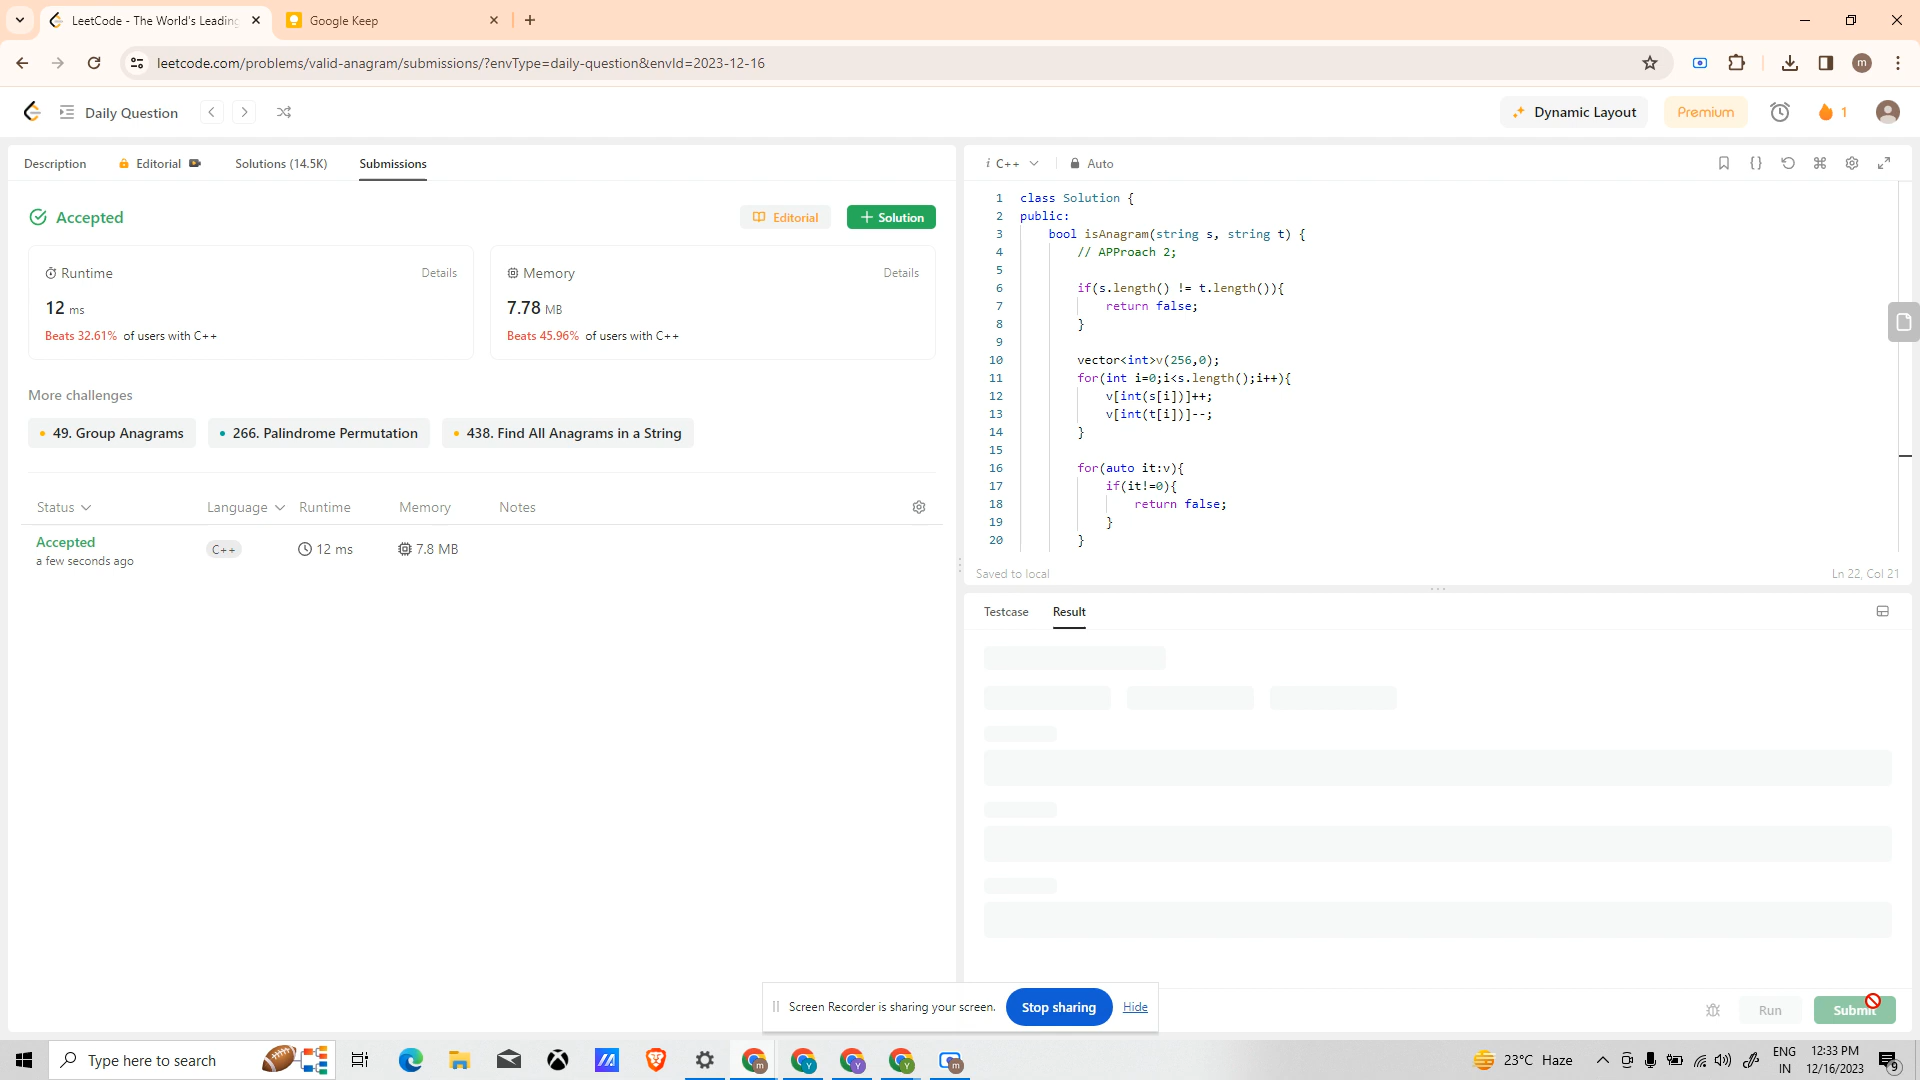 LeetCode - The World's Leading
Google Keep
leetcode.com/problems/valid-anagram/submissions/?envType=daily-question&envId=2023-12-16
m
Daily Question
Dynamic Layout
Premium
1
Description
Editorial
Solutions (14.5K)
Submissions
Accepted
Editorial
+ Solution
Runtime
Details
12 ms
Beats 32.61% of users with C++
Memory
Details
7.78 MB
Beats 45.96% of users with C++
More challenges
49. Group Anagrams
266. Palindrome Permutation
438. Find All Anagrams in a String
Status
Language
Runtime
Memory
Notes
Accepted
a few seconds ago
C++
12 ms
7.8 MB
i C++
Auto
1 class Solution {
2 public:
3 bool isAnagram(string s, string t) {
4 // APProach 2;
5
6 if(s.length() != t.length()){
7 return false;
8 }
9
10 vector<int>v(256,0);
11 for(int i=0;i<s.length();i++){
12 v[int(s[i])]++;
13 v[int(t[i])]--;
14 }
15
16 for(auto it:v){
17 if(it!=0){
18 return false;
19 }
20 }
Saved to local
Ln 22, Col 21
Testcase
Result
Run
Submit
Screen Recorder is sharing your screen.
Stop sharing
Hide
Type here to search
23°C Haze
ENG
IN
12:33 PM
12/16/2023
9